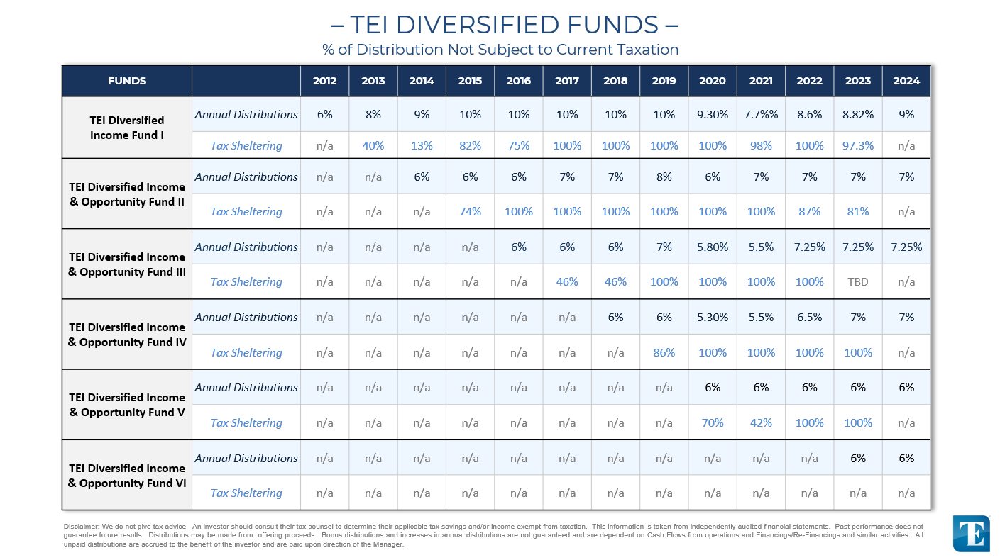 – TEI DIVERSIFIED FUNDS –
% of Distribution Not Subject to Current Taxation
FUNDS 2012 2013 2014 2015 2016 2017 2018 2019 2020 2021 2022 2023 2024
TEI Diversified
Income Fund I
Annual Distributions 6% 8% 9% 10% 10% 10% 10% 10% 9.30% 7.7%% 8.6% 8.82% 9%
Tax Sheltering n/a 40% 13% 82% 75% 100% 100% 100% 100% 98% 100% 97.3% n/a
TEI Diversified Income
& Opportunity Fund II
Annual Distributions n/a n/a 6% 6% 6% 7% 7% 8% 6% 7% 7% 7% 7%
Tax Sheltering n/a n/a n/a 74% 100% 100% 100% 100% 100% 100% 87% 81% n/a
TEI Diversified Income
& Opportunity Fund III
Annual Distributions n/a n/a n/a n/a 6% 6% 6% 7% 5.80% 5.5% 7.25% 7.25% 7.25%
Tax Sheltering n/a n/a n/a n/a n/a 46% 46% 100% 100% 100% 100% TBD n/a
TEI Diversified Income
& Opportunity Fund IV
Annual Distributions n/a n/a n/a n/a n/a n/a 6% 6% 5.30% 5.5% 6.5% 7% 7%
Tax Sheltering n/a n/a n/a n/a n/a n/a n/a 86% 100% 100% 100% 100% n/a
TEI Diversified Income
& Opportunity Fund V
Annual Distributions n/a n/a n/a n/a n/a n/a n/a n/a 6% 6% 6% 6% 6%
Tax Sheltering n/a n/a n/a n/a n/a n/a n/a n/a 70% 42% 100% 100% n/a
TEI Diversified Income
& Opportunity Fund VI
Annual Distributions n/a n/a n/a n/a n/a n/a n/a n/a n/a n/a n/a 6% 6%
Tax Sheltering n/a n/a n/a n/a n/a n/a n/a n/a n/a n/a n/a n/a n/a
Disclaimer: We do not give tax advice. An investor should consult their tax counsel to determine their applicable tax savings and/or income exempt from taxation. This information is taken from independently audited financial statements. Past performance does not
guarantee future results. Distributions may be made from offering proceeds. Bonus distributions and increases in annual distributions are not guaranteed and are dependent on Cash Flows from operations and Financings/Re-Financings and similar activities. All
unpaid distributions are accrued to the benefit of the investor and are paid upon direction of the Manager.
TE